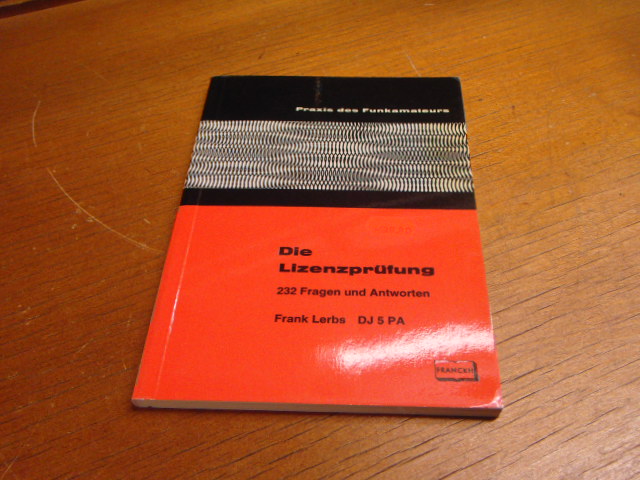 Praxis des Funkamateurs
Die
Lizenzprüfung
232 Fragen und Antworten
Frank Lerbs DJ 5 PA
FRANCKH